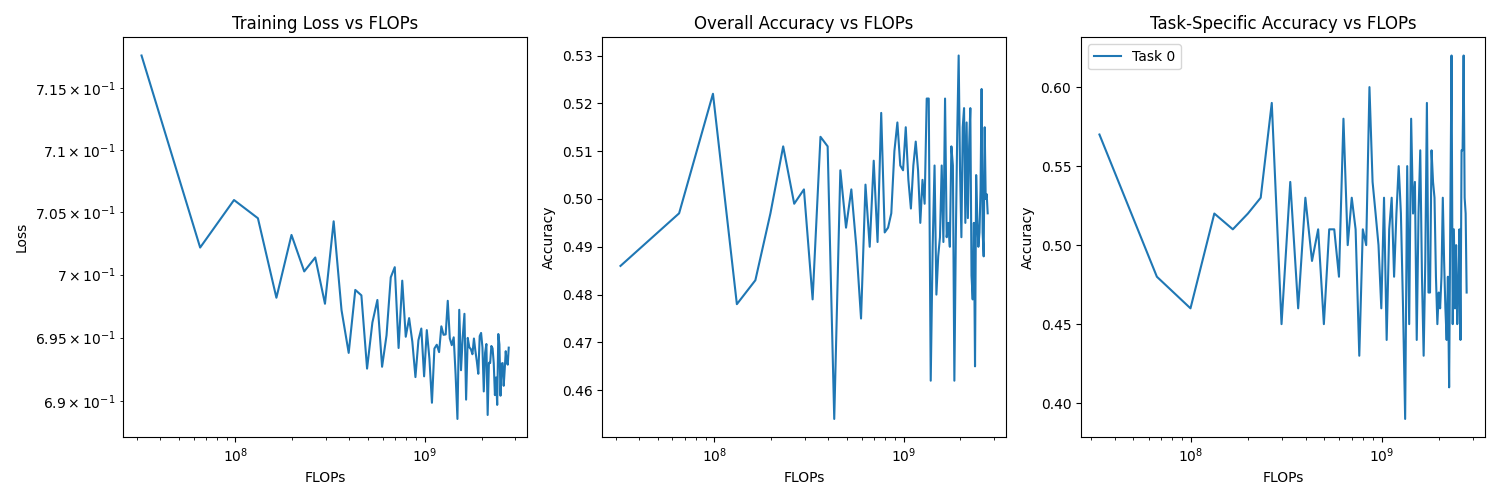 Training Loss vs FLOPs
7.15 × 10⁻¹
7.1 × 10⁻¹
7.05 × 10⁻¹
7 × 10⁻¹
6.95 × 10⁻¹
6.9 × 10⁻¹
Loss
10⁸
10⁹
FLOPs
Overall Accuracy vs FLOPs
0.53
0.52
0.51
0.50
0.49
0.48
0.47
0.46
Accuracy
10⁸
10⁹
FLOPs
Task-Specific Accuracy vs FLOPs
Task 0
0.60
0.55
0.50
0.45
0.40
Accuracy
10⁸
10⁹
FLOPs